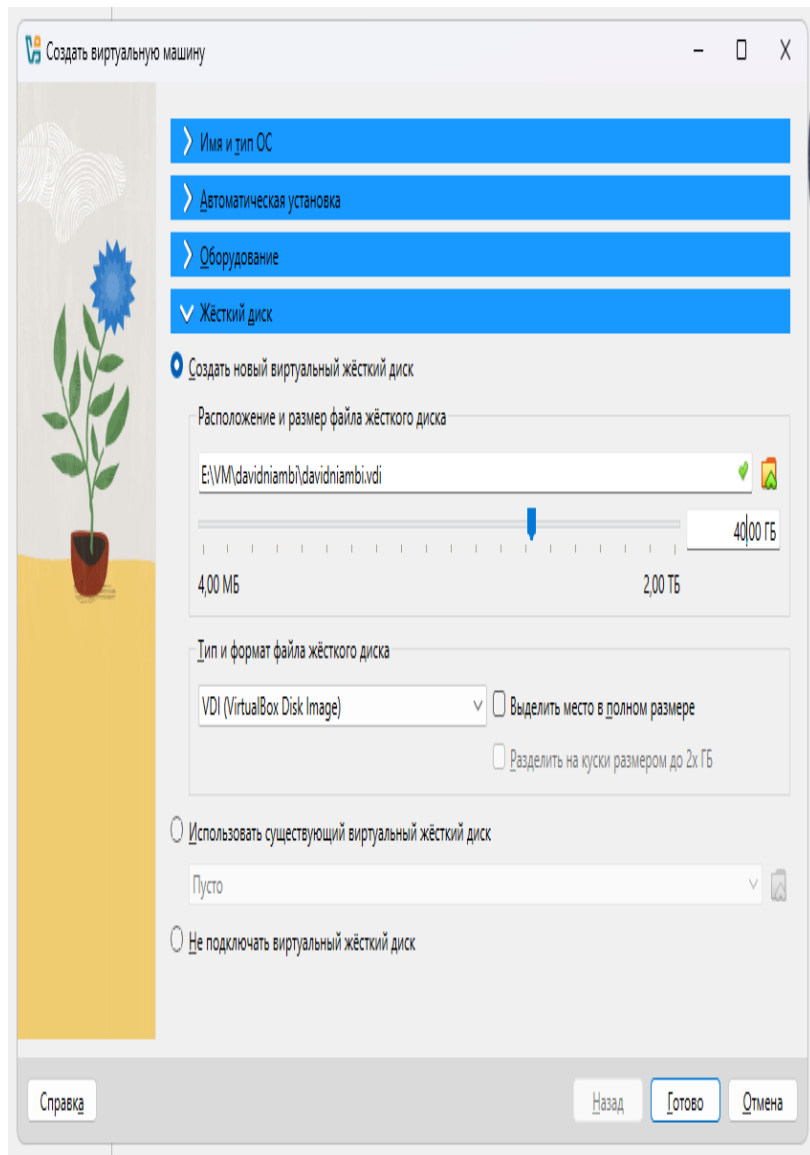 Создать виртуальную машину
Имя и тип ОС
Автоматическая установка
Оборудование
Жёсткий диск
Создать новый виртуальный жёсткий диск
Расположение и размер файла жёсткого диска
E:\VM\davidniambi\davidniambi.vdi
40,00 ГБ
4,00 МБ 2,00 ТБ
Тип и формат файла жёсткого диска
VDI (VirtualBox Disk Image) Выделить место в полном размере
Разделить на куски размером до 2х ГБ
Использовать существующий виртуальный жёсткий диск
Пусто
Не подключать виртуальный жёсткий диск
Справка Назад Готово Отмена